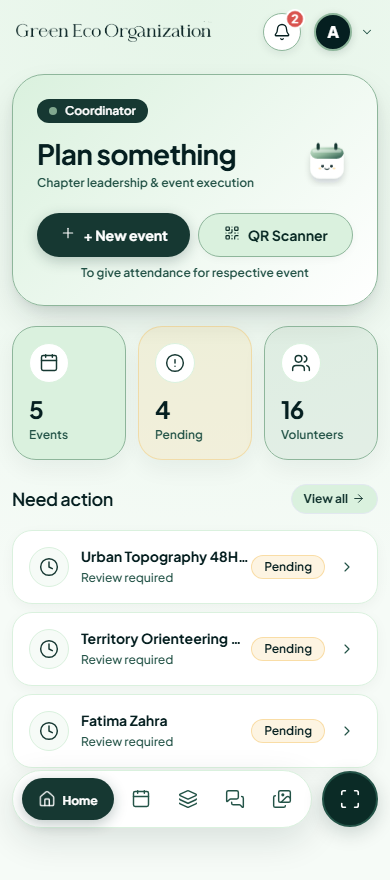 Green Eco Organization
2
A
Coordinator
Plan something
Chapter leadership & event execution
+ + New event
QR Scanner
To give attendance for respective event
5
Events
4
Pending
16
Volunteers
Need action
View all →
Urban Topography 48H...
Review required
Pending
Territory Orienteering ...
Review required
Pending
Fatima Zahra
Review required
Pending
Home